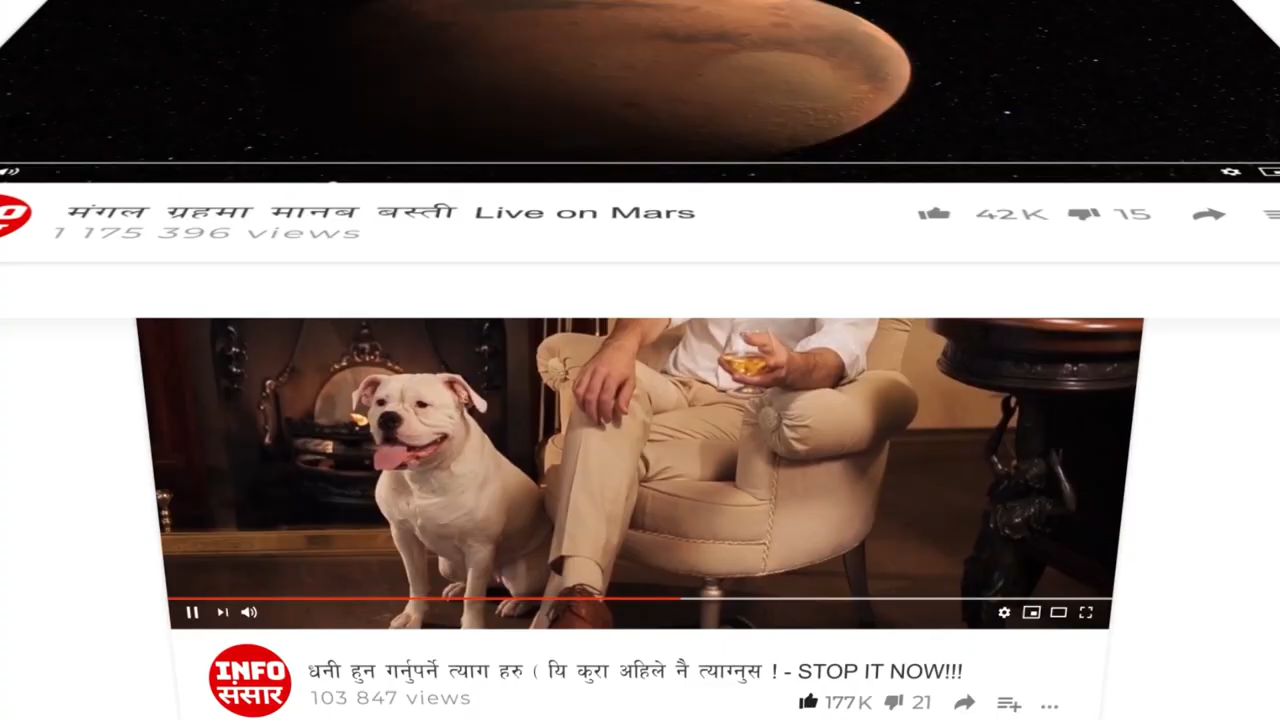 मंगल ग्रहमा मानब बस्ती Live on Mars
1 175 396 views
42K 15
INFO
संसार
धनी हुन गर्नुपर्ने त्याग हरु ( यि कुरा अहिले नै त्याग्नुस ! - STOP IT NOW!!!
103 847 views
177K 21
...